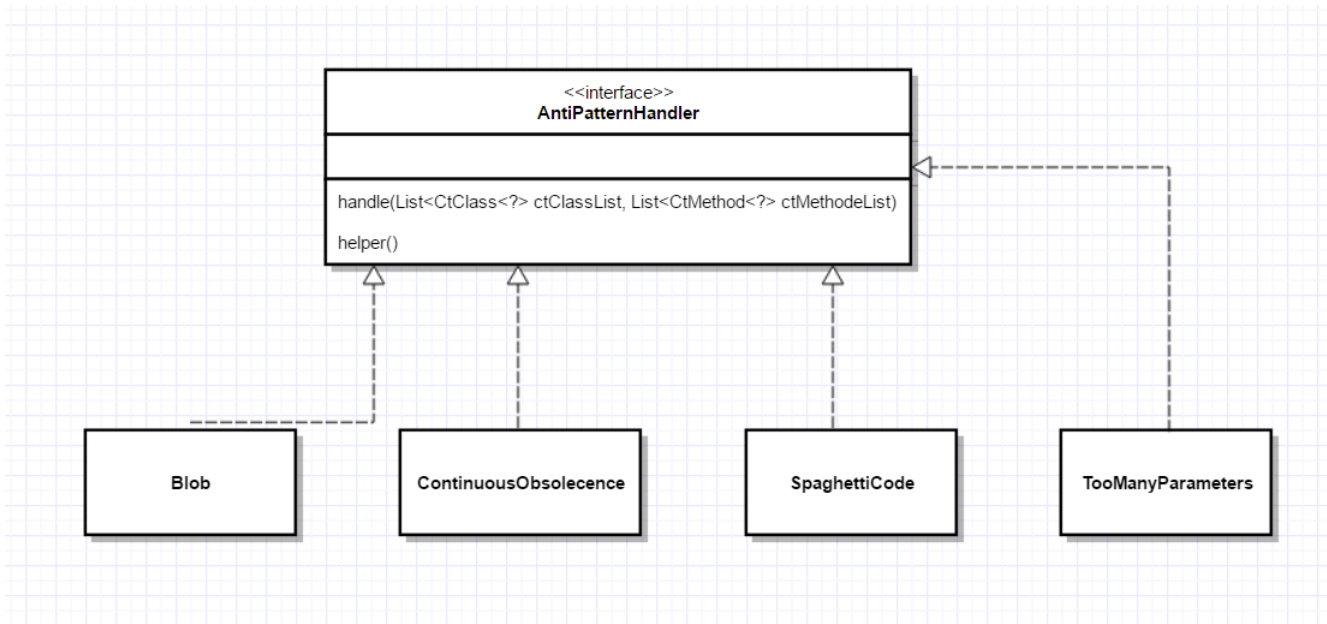 <<interface>>
AntiPatternHandler
handle(List<CtClass<?> ctClassList, List<CtMethod<?> ctMethodeList)
helper()
Blob
ContinuousObsolecence
SpaghettiCode
TooManyParameters